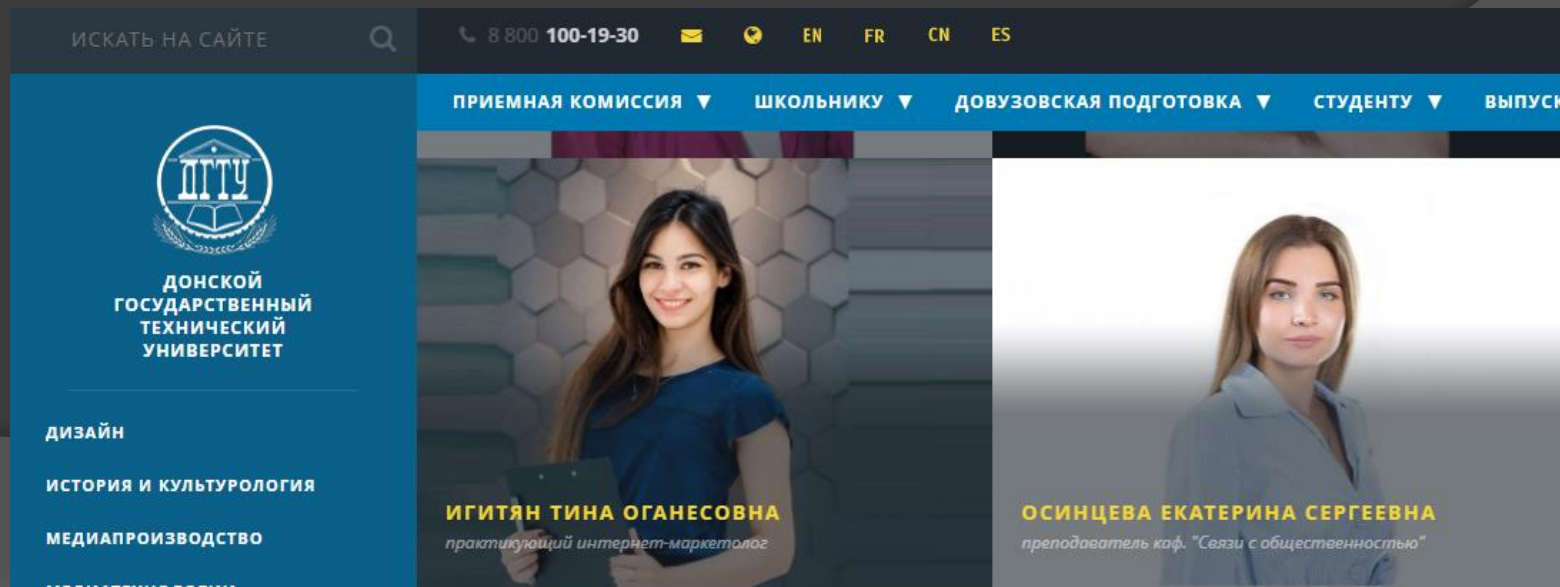 ИСКАТЬ НА САЙТЕ
8 800 100-19-30 EN FR CN ES
ПРИЕМНАЯ КОМИССИЯ ▼ ШКОЛЬНИКУ ▼ ДОВУЗОВСКАЯ ПОДГОТОВКА ▼ СТУДЕНТУ ▼ ВЫПУСК
ДГТУ
ДОНСКОЙ
ГОСУДАРСТВЕННЫЙ
ТЕХНИЧЕСКИЙ
УНИВЕРСИТЕТ
ДИЗАЙН
ИСТОРИЯ И КУЛЬТУРОЛОГИЯ
МЕДИАПРОИЗВОДСТВО
ИГИТЯН ТИНА ОГАНЕСОВНА
практикующий интернет-маркетолог
ОСИНЦЕВА ЕКАТЕРИНА СЕРГЕЕВНА
преподаватель каф. "Связи с общественностью"